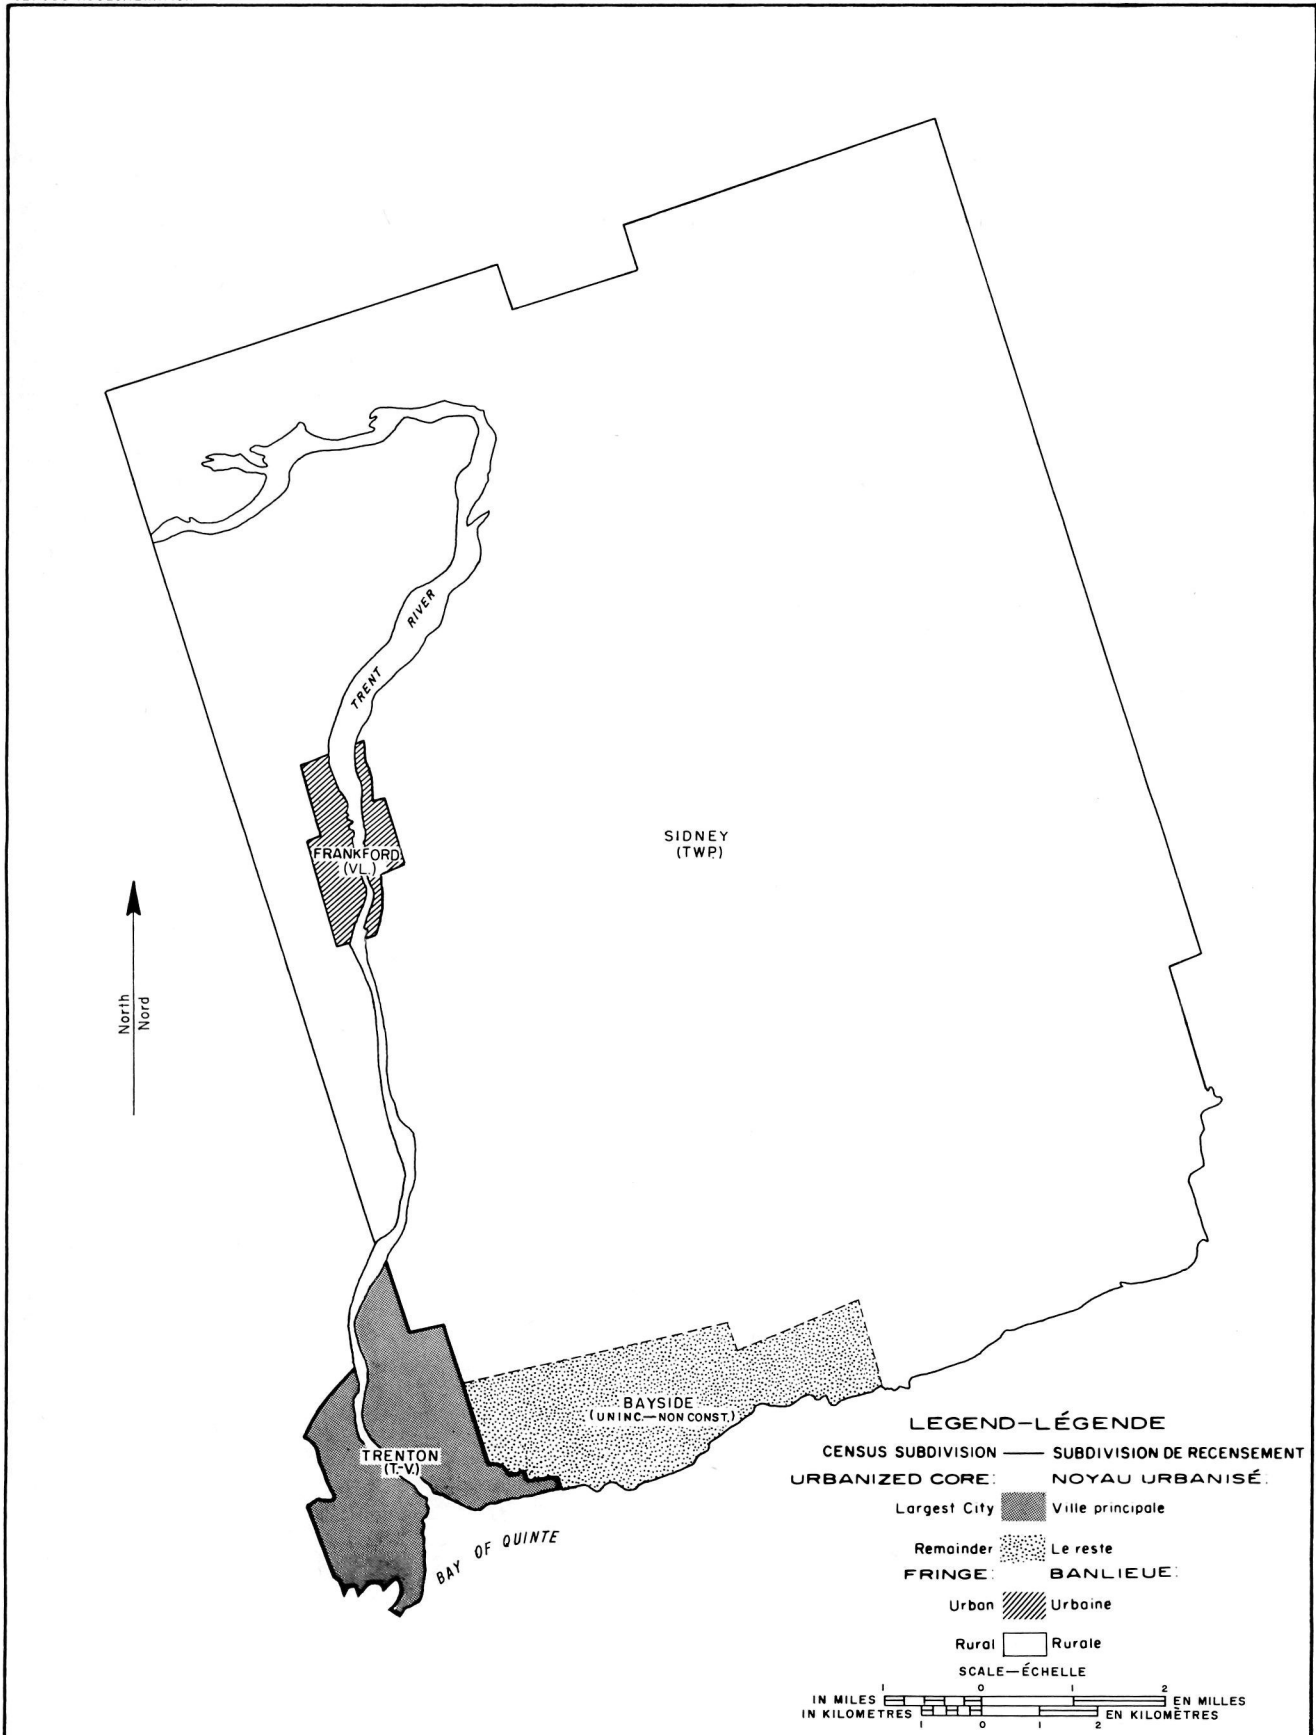 TRENT RIVER
SIDNEY
(TWP.)
FRANKFORD
(VL.)
North
Nord
BAYSIDE
(UNINC.—NON CONST.)
TRENTON
(T.-V.)
BAY OF QUINTE
LEGEND—LÉGENDE
CENSUS SUBDIVISION — SUBDIVISION DE RECENSEMENT
URBANIZED CORE: NOYAU URBANISÉ:
Largest City Ville principale
Remainder Le reste
FRINGE: BANLIEUE:
Urban Urbaine
Rural Rurale
SCALE—ÉCHELLE
1 0 1 2
IN MILES EN MILLES
IN KILOMETRES EN KILOMÈTRES
1 0 1 2